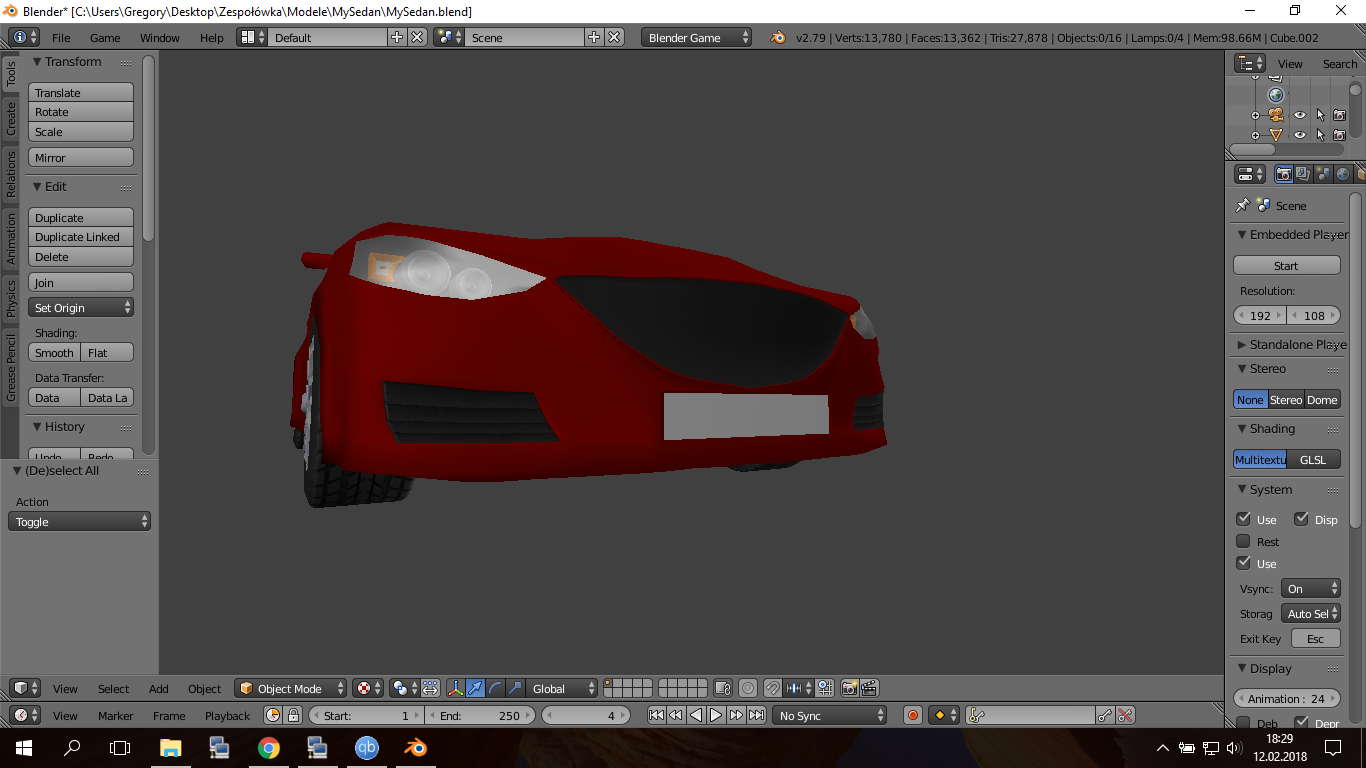 Blender* [C:\Users\Gregory\Desktop\Zespołówka\Modele\MySedan\MySedan.blend]
File Game Window Help Default Scene Blender Game v2.79 | Verts:13,780 | Faces:13,362 | Tris:27,878 | Objects:0/16 | Lamps:0/4 | Mem:98.66M | Cube.002
Tools
Create
Relations
Animation
Physics
Grease Pencil
Transform
Translate
Rotate
Scale
Mirror
Edit
Duplicate
Duplicate Linked
Delete
Join
Set Origin
Shading:
Smooth Flat
Data Transfer:
Data Data La
History
Undo Redo
(De)select All
Action
Toggle
View Search
Scene
Embedded Player
Start
Resolution:
192 108
Standalone Playe
Stereo
None Stereo Dome
Shading
Multitextu GLSL
System
Use Disp
Rest
Use
Vsync: On
Storag Auto Sel
Exit Key Esc
Display
Animation : 24
Deb Depr
View Select Add Object Object Mode Global
View Marker Frame Playback Start: 1 End: 250 4 No Sync
qb
18:29
12.02.2018